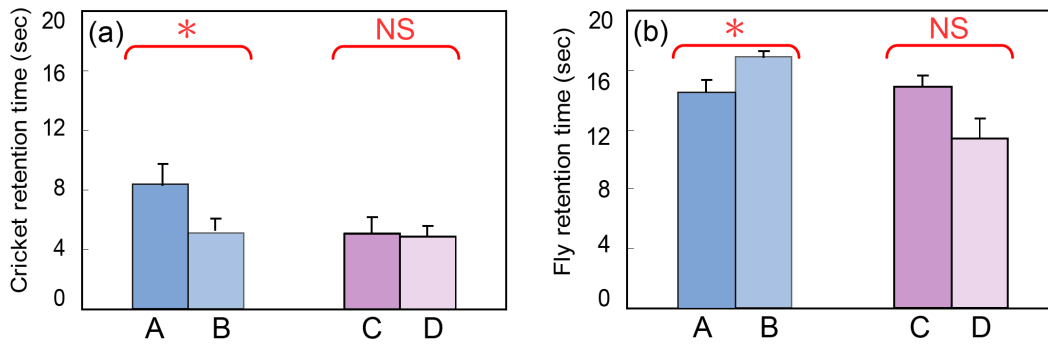 Cricket retention time (sec)
20
16
12
8
4
0
(a)
*
NS
A B C D
Fly retention time (sec)
20
16
12
8
4
0
(b)
*
NS
A B C D